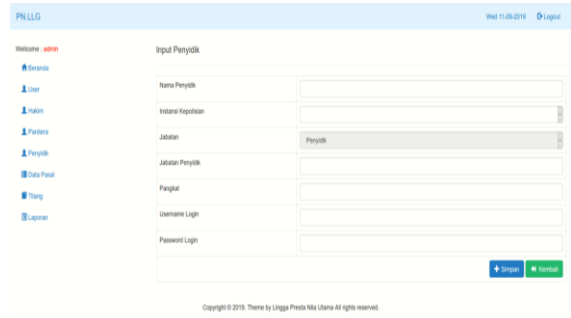 PN.LLG
Wed 11-09-2019 Logout
Wellcome : admin
Input Penyidik
Beranda
User
Hakim
Panitera
Penyidik
Data Pasal
Tilang
Laporan
Nama Penyidik
Instansi Kepolisian
Jabatan Penyidik
Jabatan Penyidik
Pangkat
Username Login
Password Login
Simpan Kembali
Copyright © 2019. Theme by Lingga Presta Nita Utama All rights reserved.